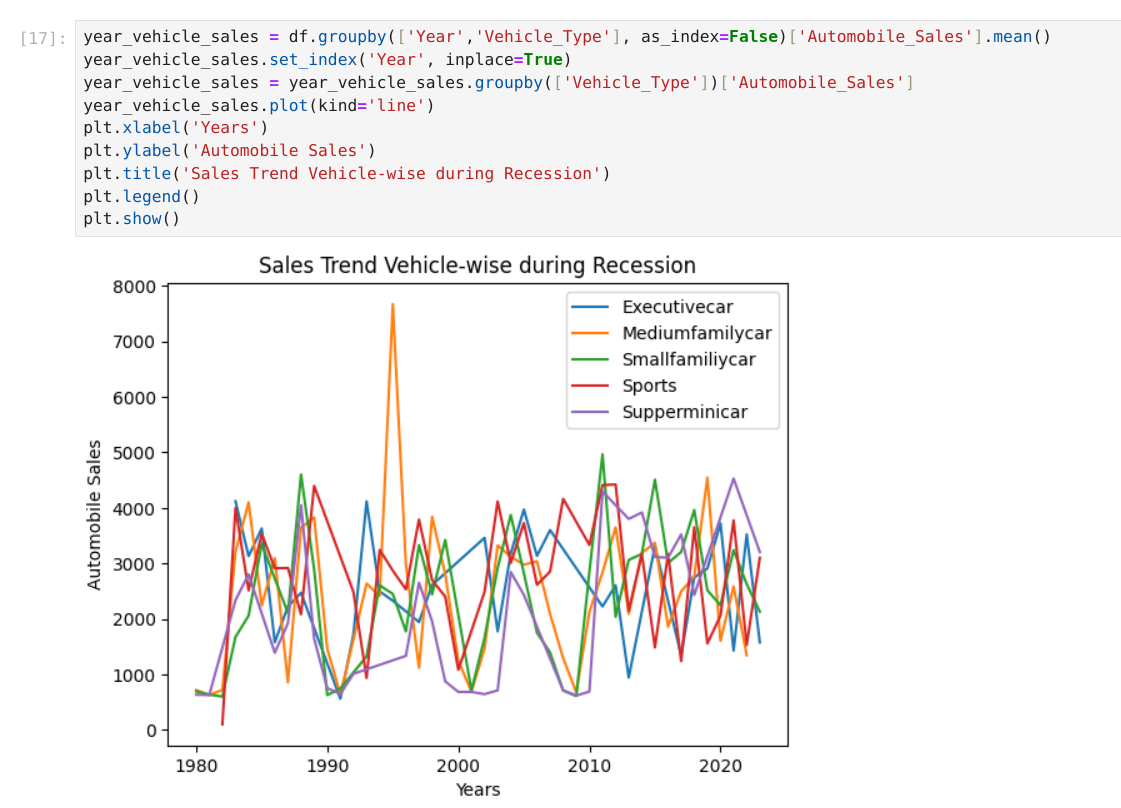 [17]: year_vehicle_sales = df.groupby(['Year','Vehicle_Type'], as_index=False)['Automobile_Sales'].mean()
year_vehicle_sales.set_index('Year', inplace=True)
year_vehicle_sales = year_vehicle_sales.groupby(['Vehicle_Type'])['Automobile_Sales']
year_vehicle_sales.plot(kind='line')
plt.xlabel('Years')
plt.ylabel('Automobile Sales')
plt.title('Sales Trend Vehicle-wise during Recession')
plt.legend()
plt.show()
Sales Trend Vehicle-wise during Recession
8000
7000
6000
5000
4000
3000
2000
1000
0
Automobile Sales
Executivecar
Mediumfamilycar
Smallfamiliycar
Sports
Supperminicar
1980 1990 2000 2010 2020
Years